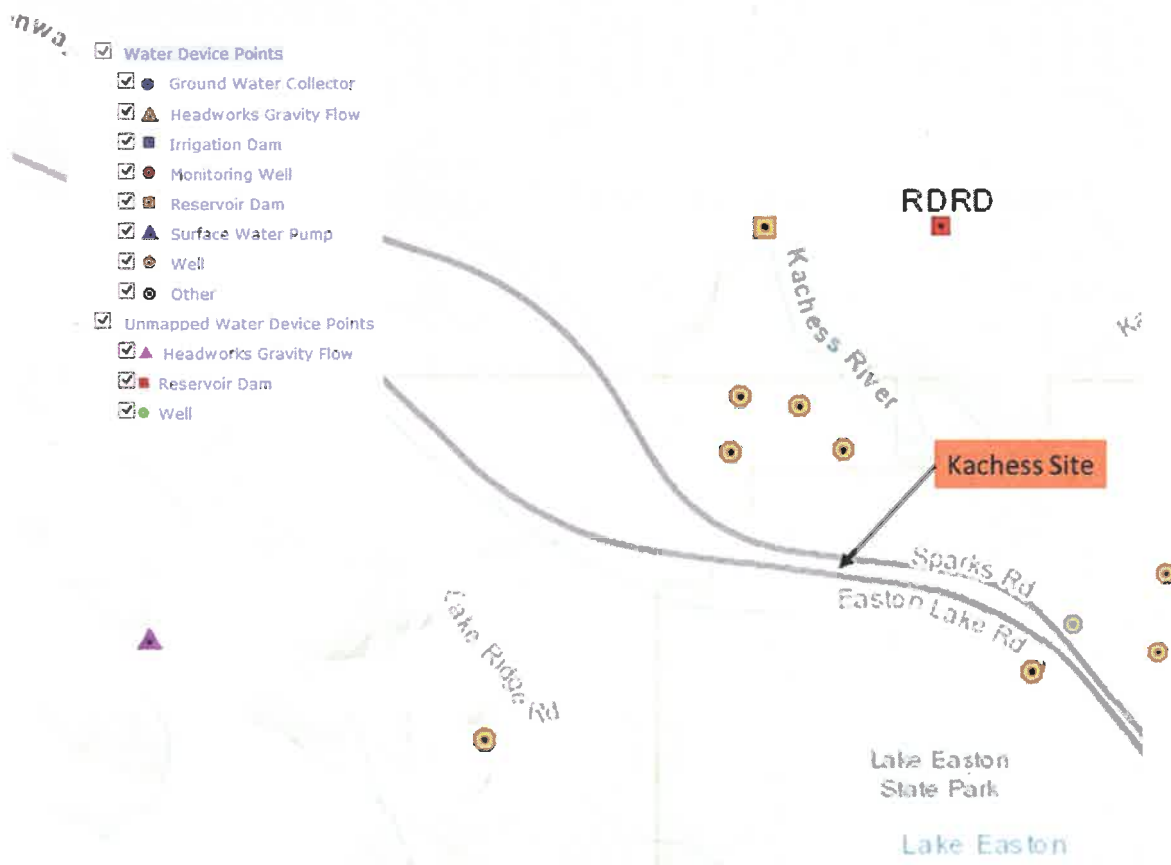 Water Device Points
Ground Water Collector
Headworks Gravity Flow
Irrigation Dam
Monitoring Well
Reservoir Dam
Surface Water Pump
Well
Other
Unmapped Water Device Points
Headworks Gravity Flow
Reservoir Dam
Well
RDRD
Kachess River
Kachess Site
Sparks Rd
Easton Lake Rd
Lake Ridge Rd
Lake Easton
State Park
Lake Easton